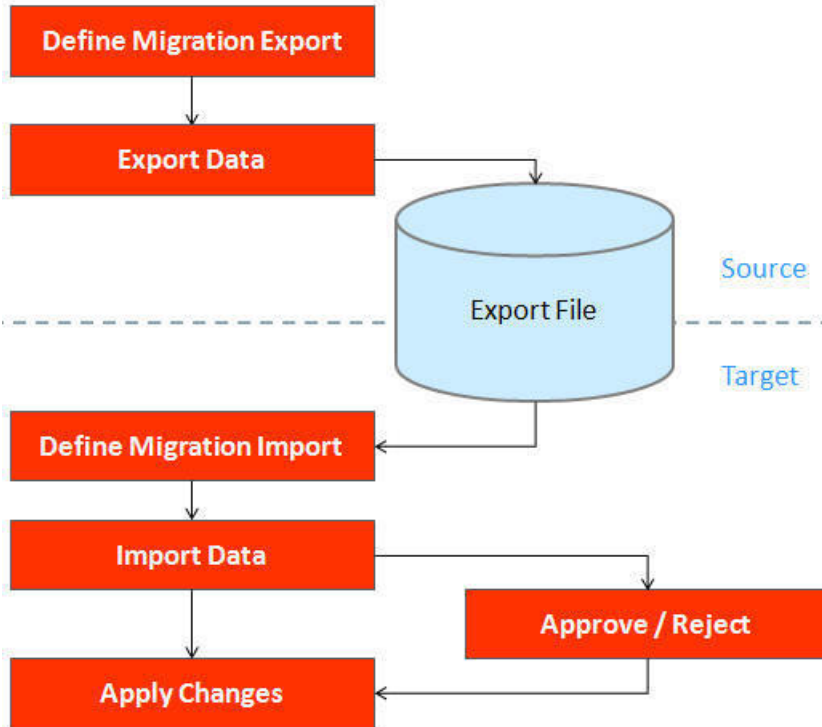 Define Migration Export
Export Data
Source
Export File
Target
Define Migration Import
Import Data
Approve / Reject
Apply Changes